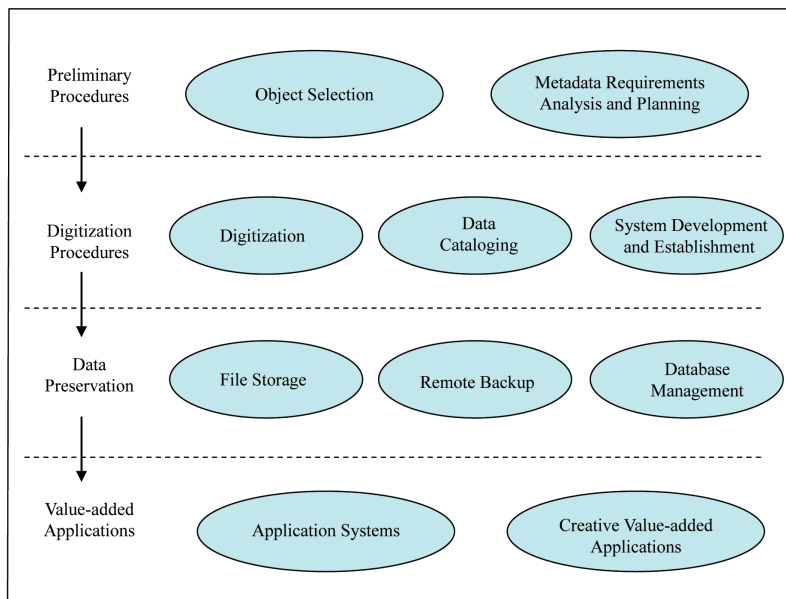 Preliminary
Procedures
Object Selection
Metadata Requirements
Analysis and Planning
Digitization
Procedures
Digitization
Data
Cataloging
System Development
and Establishment
Data
Preservation
File Storage
Remote Backup
Database
Management
Value-added
Applications
Application Systems
Creative Value-added
Applications